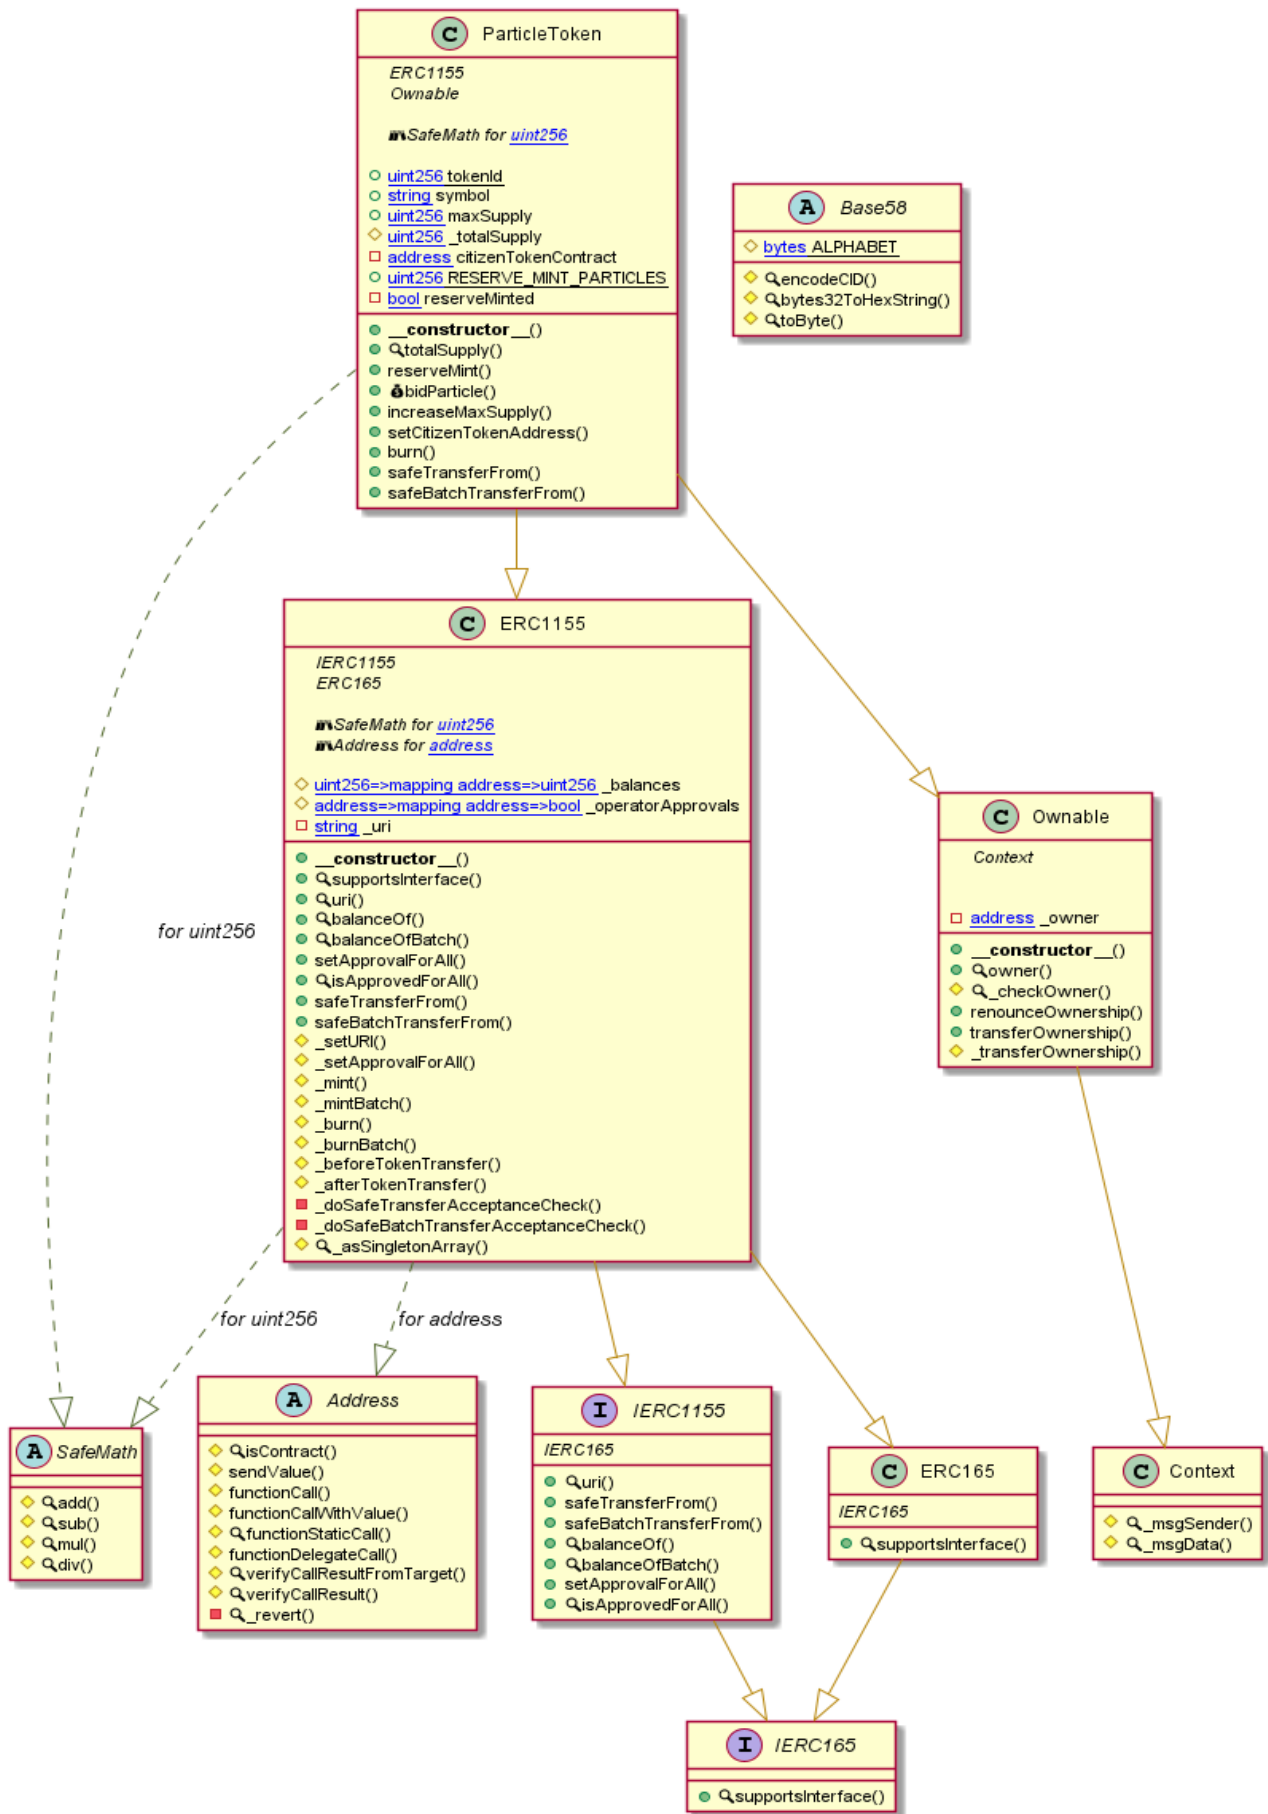 C ParticleToken
ERC1155
Ownable
SafeMath for uint256
uint256 tokenId
string symbol
uint256 maxSupply
uint256 _totalSupply
address citizenTokenContract
uint256 RESERVE_MINT_PARTICLES
bool reserveMinted
__constructor__()
totalSupply()
reserveMint()
bidParticle()
increaseMaxSupply()
setCitizenTokenAddress()
burn()
safeTransferFrom()
safeBatchTransferFrom()
A Base58
bytes ALPHABET
encodeCID()
bytes32ToHexString()
toByte()
for uint256
C ERC1155
IERC1155
ERC165
SafeMath for uint256
Address for address
uint256=>mapping address=>uint256 _balances
address=>mapping address=>bool _operatorApprovals
string _uri
__constructor__()
supportsInterface()
uri()
balanceOf()
balanceOfBatch()
setApprovalForAll()
isApprovedForAll()
safeTransferFrom()
safeBatchTransferFrom()
_setURI()
_setApprovalForAll()
_mint()
_mintBatch()
_burn()
_burnBatch()
_beforeTokenTransfer()
_afterTokenTransfer()
_doSafeTransferAcceptanceCheck()
_doSafeBatchTransferAcceptanceCheck()
_asSingletonArray()
C Ownable
Context
address _owner
__constructor__()
owner()
_checkOwner()
renounceOwnership()
transferOwnership()
_transferOwnership()
for uint256
for address
A SafeMath
add()
sub()
mul()
div()
A Address
isContract()
sendValue()
functionCall()
functionCallWithValue()
functionStaticCall()
functionDelegateCall()
verifyCallResultFromTarget()
verifyCallResult()
_revert()
I IERC1155
IERC165
uri()
safeTransferFrom()
safeBatchTransferFrom()
balanceOf()
balanceOfBatch()
setApprovalForAll()
isApprovedForAll()
C ERC165
IERC165
supportsInterface()
C Context
_msgSender()
_msgData()
I IERC165
supportsInterface()